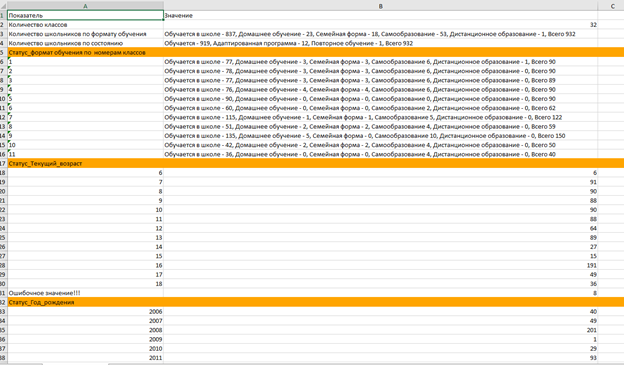 A B C
1 Показатель Значение
2 Количество классов 32
3 Количество школьников по формату обучения Обучается в школе - 837, Домашнее обучение - 23, Семейная форма - 18, Самообразование - 53, Дистанционное образование - 1, Всего 932
4 Количество школьников по состоянию Обучается - 919, Адаптированная программа - 12, Повторное обучение - 1, Всего 932
5 Статус_формат обучения по номерам классов
6 1 Обучается в школе - 77, Домашнее обучение - 3, Семейная форма - 3, Самообразование 6, Дистанционное образование - 1, Всего 90
7 2 Обучается в школе - 78, Домашнее обучение - 3, Семейная форма - 3, Самообразование 6, Дистанционное образование - 0, Всего 90
8 3 Обучается в школе - 77, Домашнее обучение - 3, Семейная форма - 3, Самообразование 6, Дистанционное образование - 0, Всего 89
9 4 Обучается в школе - 76, Домашнее обучение - 4, Семейная форма - 4, Самообразование 6, Дистанционное образование - 0, Всего 90
10 5 Обучается в школе - 90, Домашнее обучение - 0, Семейная форма - 0, Самообразование 0, Дистанционное образование - 0, Всего 90
11 6 Обучается в школе - 60, Домашнее обучение - 0, Семейная форма - 0, Самообразование 2, Дистанционное образование - 0, Всего 62
12 7 Обучается в школе - 115, Домашнее обучение - 1, Семейная форма - 1, Самообразование 5, Дистанционное образование - 0, Всего 122
13 8 Обучается в школе - 51, Домашнее обучение - 2, Семейная форма - 2, Самообразование 4, Дистанционное образование - 0, Всего 59
14 9 Обучается в школе - 135, Домашнее обучение - 5, Семейная форма - 0, Самообразование 10, Дистанционное образование - 0, Всего 150
15 10 Обучается в школе - 42, Домашнее обучение - 2, Семейная форма - 2, Самообразование 4, Дистанционное образование - 0, Всего 50
16 11 Обучается в школе - 36, Домашнее обучение - 0, Семейная форма - 0, Самообразование 4, Дистанционное образование - 0, Всего 40
17 Статус_Текущий_возраст
18 6 6
19 7 91
20 8 90
21 9 88
22 10 90
23 11 88
24 12 64
25 13 89
26 14 27
27 15 15
28 16 191
29 17 49
30 18 36
31 Ошибочное значение!!! 8
32 Статус_Год_рождения
33 2006 40
34 2007 49
35 2008 201
36 2009 1
37 2010 29
38 2011 93